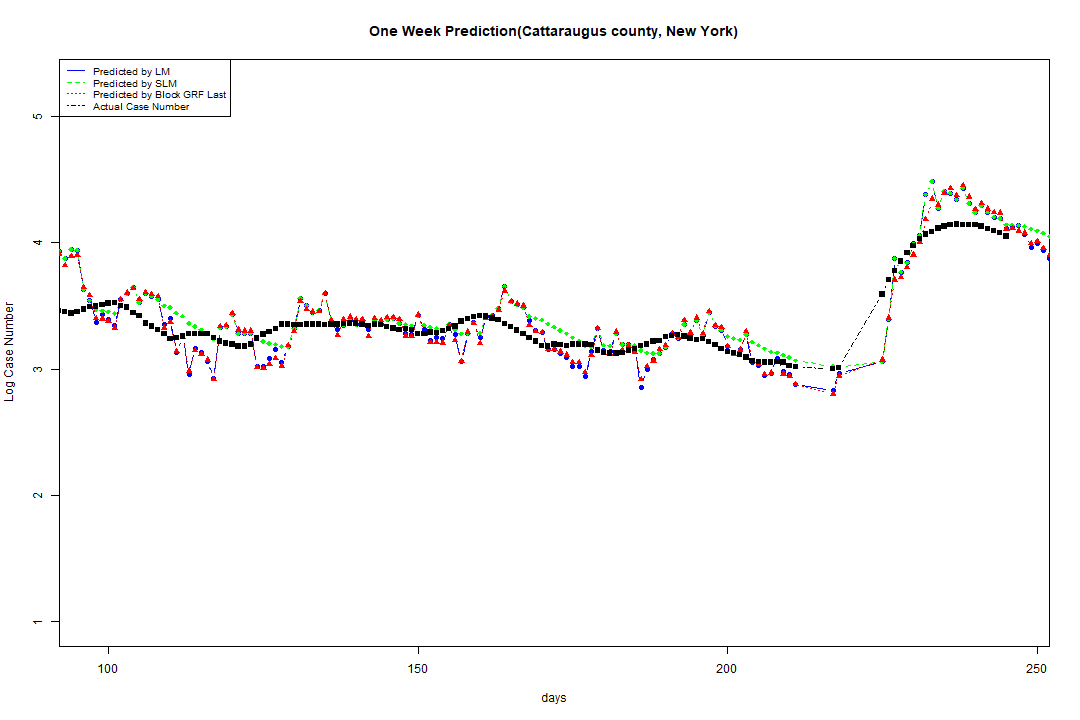 One Week Prediction(Cattaraugus county, New York)
Predicted by LM
Predicted by SLM
Predicted by Block GRF Last
Actual Case Number
5
4
3
2
1
Log Case Number
100 150 200 250
days